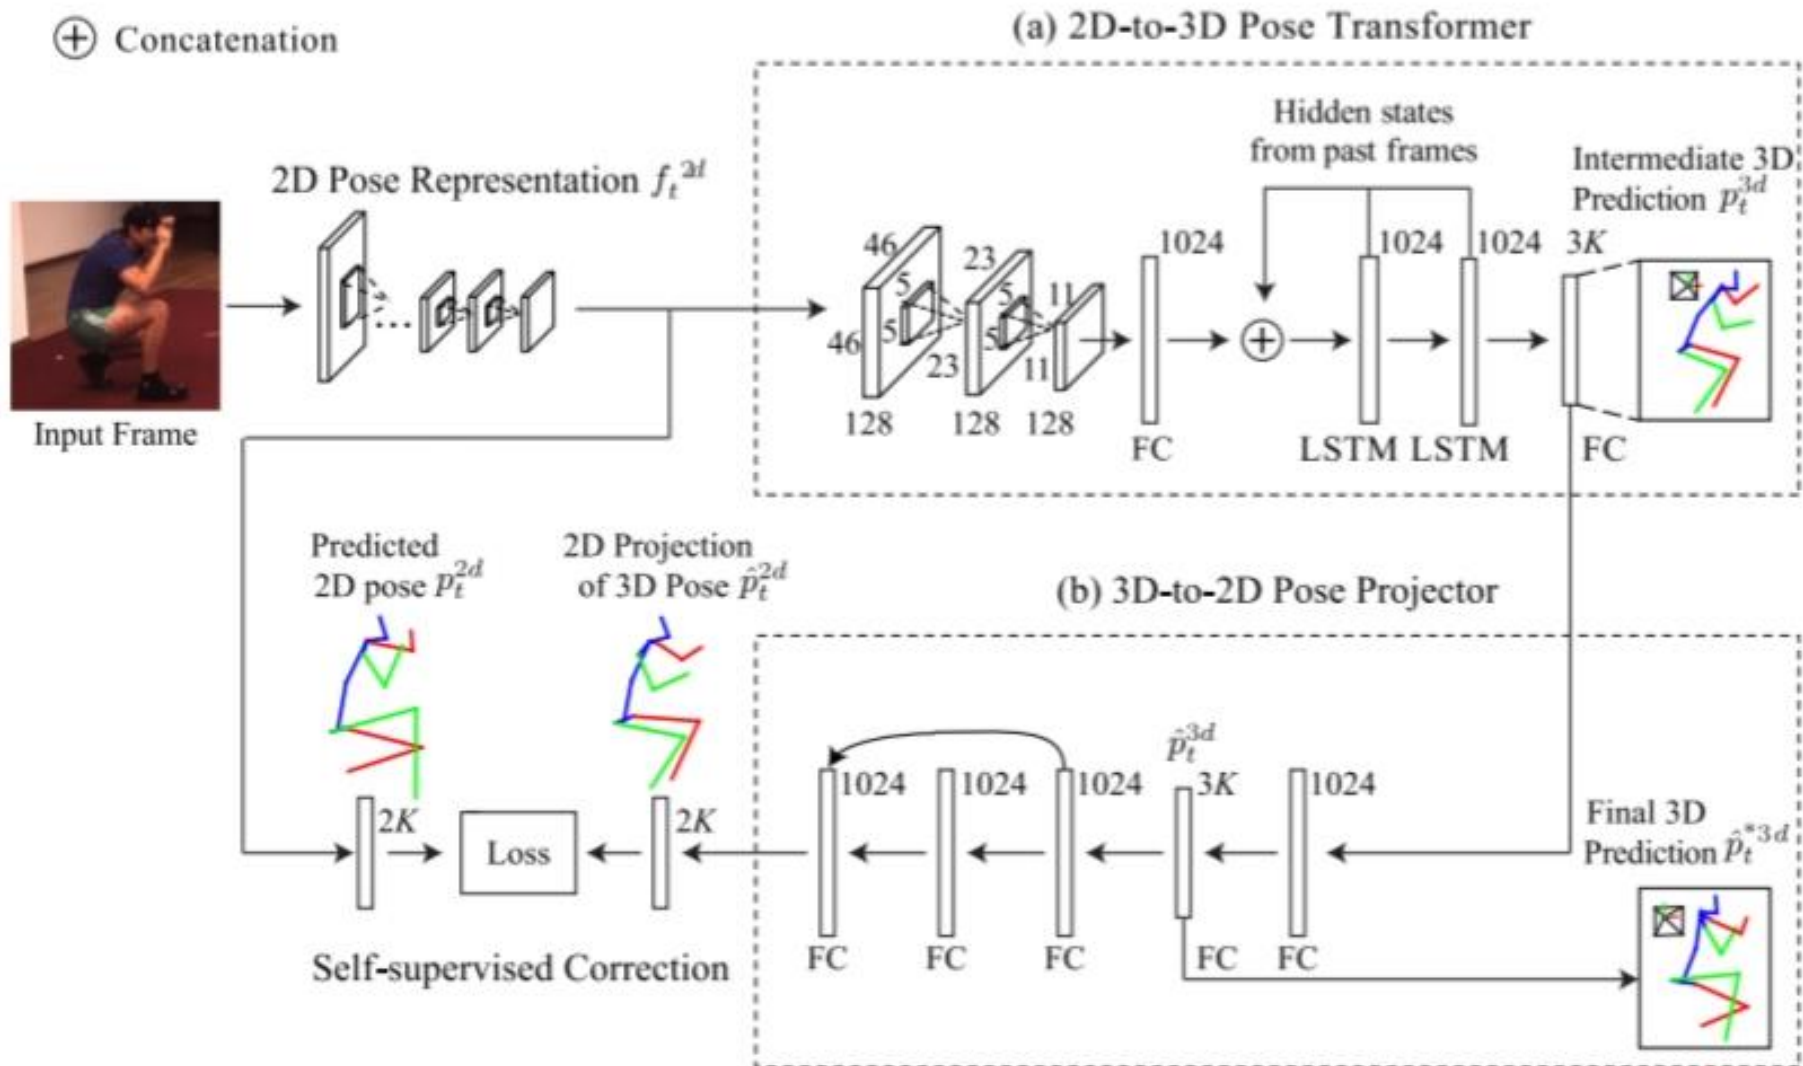 ⊕ Concatenation
(a) 2D-to-3D Pose Transformer
Hidden states
from past frames
Intermediate 3D
Prediction p_t^{3d}
2D Pose Representation f_t^{2d}
46
5
5
46
128
23
5
5
23
128
11
11
128
1024
FC
1024
LSTM
1024
LSTM
3K
FC
Input Frame
Predicted
2D pose p_t^{2d}
2D Projection
of 3D Pose p̂_t^{2d}
(b) 3D-to-2D Pose Projector
2K
Loss
2K
1024
FC
1024
FC
1024
FC
p̂_t^{3d}
3K
FC
1024
FC
Final 3D
Prediction p̂_t^{*3d}
Self-supervised Correction